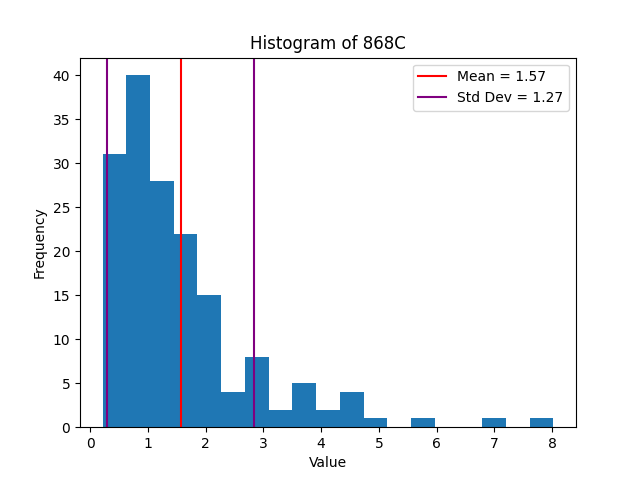 Histogram of 868C
Mean = 1.57
Std Dev = 1.27
40
35
30
25
20
15
10
5
0
Frequency
0 1 2 3 4 5 6 7 8
Value